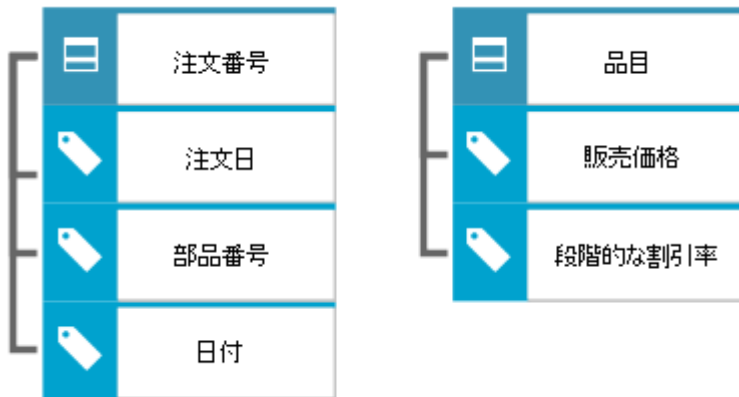 注文番号
注文日
部品番号
日付
品目
販売価格
段階的な割引率